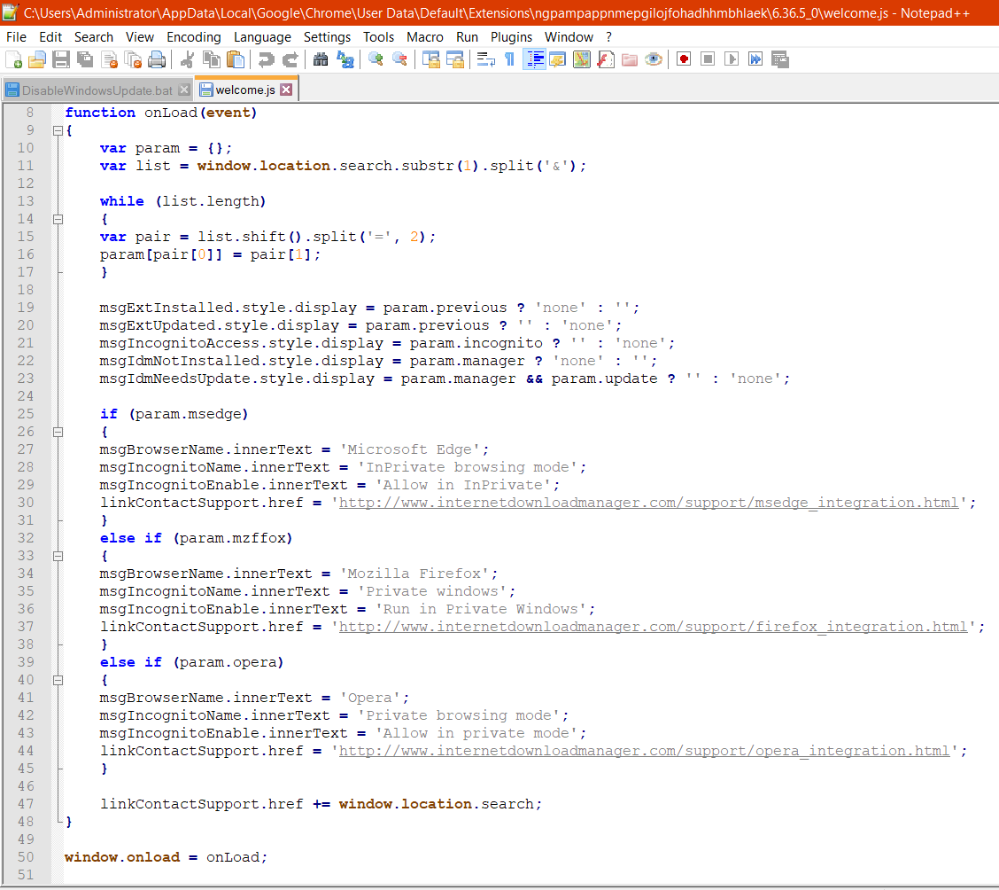 C:\Users\Administrator\AppData\Local\Google\Chrome\User Data\Default\Extensions\ngpampappnmepgilojfohadhhmbhlaek\6.36.5_0\welcome.js - Notepad++
File Edit Search View Encoding Language Settings Tools Macro Run Plugins Window ?
DisableWindowsUpdate.bat welcome.js
8 function onLoad(event)
9 {
10 var param = {};
11 var list = window.location.search.substr(1).split('&');
12
13 while (list.length)
14 {
15 var pair = list.shift().split('=', 2);
16 param[pair[0]] = pair[1];
17 }
18
19 msgExtInstalled.style.display = param.previous ? 'none' : '';
20 msgExtUpdated.style.display = param.previous ? '' : 'none';
21 msgIncognitoAccess.style.display = param.incognito ? '' : 'none';
22 msgIdmNotInstalled.style.display = param.manager ? 'none' : '';
23 msgIdmNeedsUpdate.style.display = param.manager && param.update ? '' : 'none';
24
25 if (param.msedge)
26 {
27 msgBrowserName.innerText = 'Microsoft Edge';
28 msgIncognitoName.innerText = 'InPrivate browsing mode';
29 msgIncognitoEnable.innerText = 'Allow in InPrivate';
30 linkContactSupport.href = 'http://www.internetdownloadmanager.com/support/msedge_integration.html';
31 }
32 else if (param.mzffox)
33 {
34 msgBrowserName.innerText = 'Mozilla Firefox';
35 msgIncognitoName.innerText = 'Private windows';
36 msgIncognitoEnable.innerText = 'Run in Private Windows';
37 linkContactSupport.href = 'http://www.internetdownloadmanager.com/support/firefox_integration.html';
38 }
39 else if (param.opera)
40 {
41 msgBrowserName.innerText = 'Opera';
42 msgIncognitoName.innerText = 'Private browsing mode';
43 msgIncognitoEnable.innerText = 'Allow in private mode';
44 linkContactSupport.href = 'http://www.internetdownloadmanager.com/support/opera_integration.html';
45 }
46
47 linkContactSupport.href += window.location.search;
48 }
49
50 window.onload = onLoad;
51